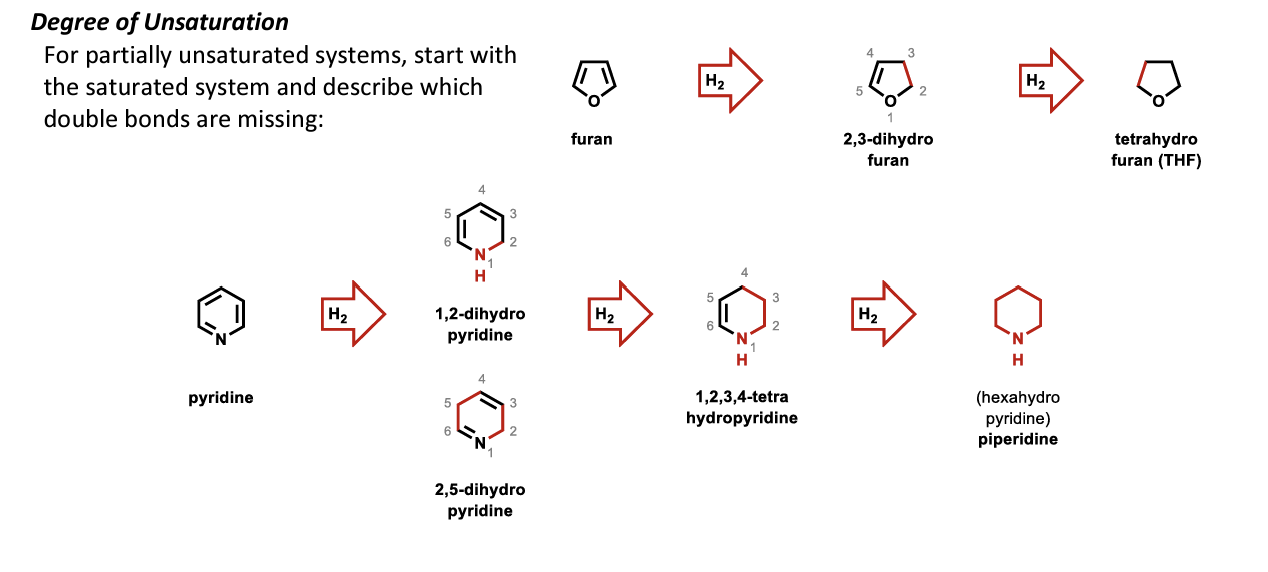 Degree of Unsaturation
For partially unsaturated systems, start with
the saturated system and describe which
double bonds are missing:
O
furan
H2
4
3
5
2
O
1
2,3-dihydro
furan
H2
O
tetrahydro
furan (THF)
4
5
3
6
2
N
1
H
1,2-dihydro
pyridine
N
pyridine
H2
4
5
3
6
2
N
1
2,5-dihydro
pyridine
H2
4
5
3
6
2
N
1
H
1,2,3,4-tetra
hydropyridine
H2
N
H
(hexahydro
pyridine)
piperidine